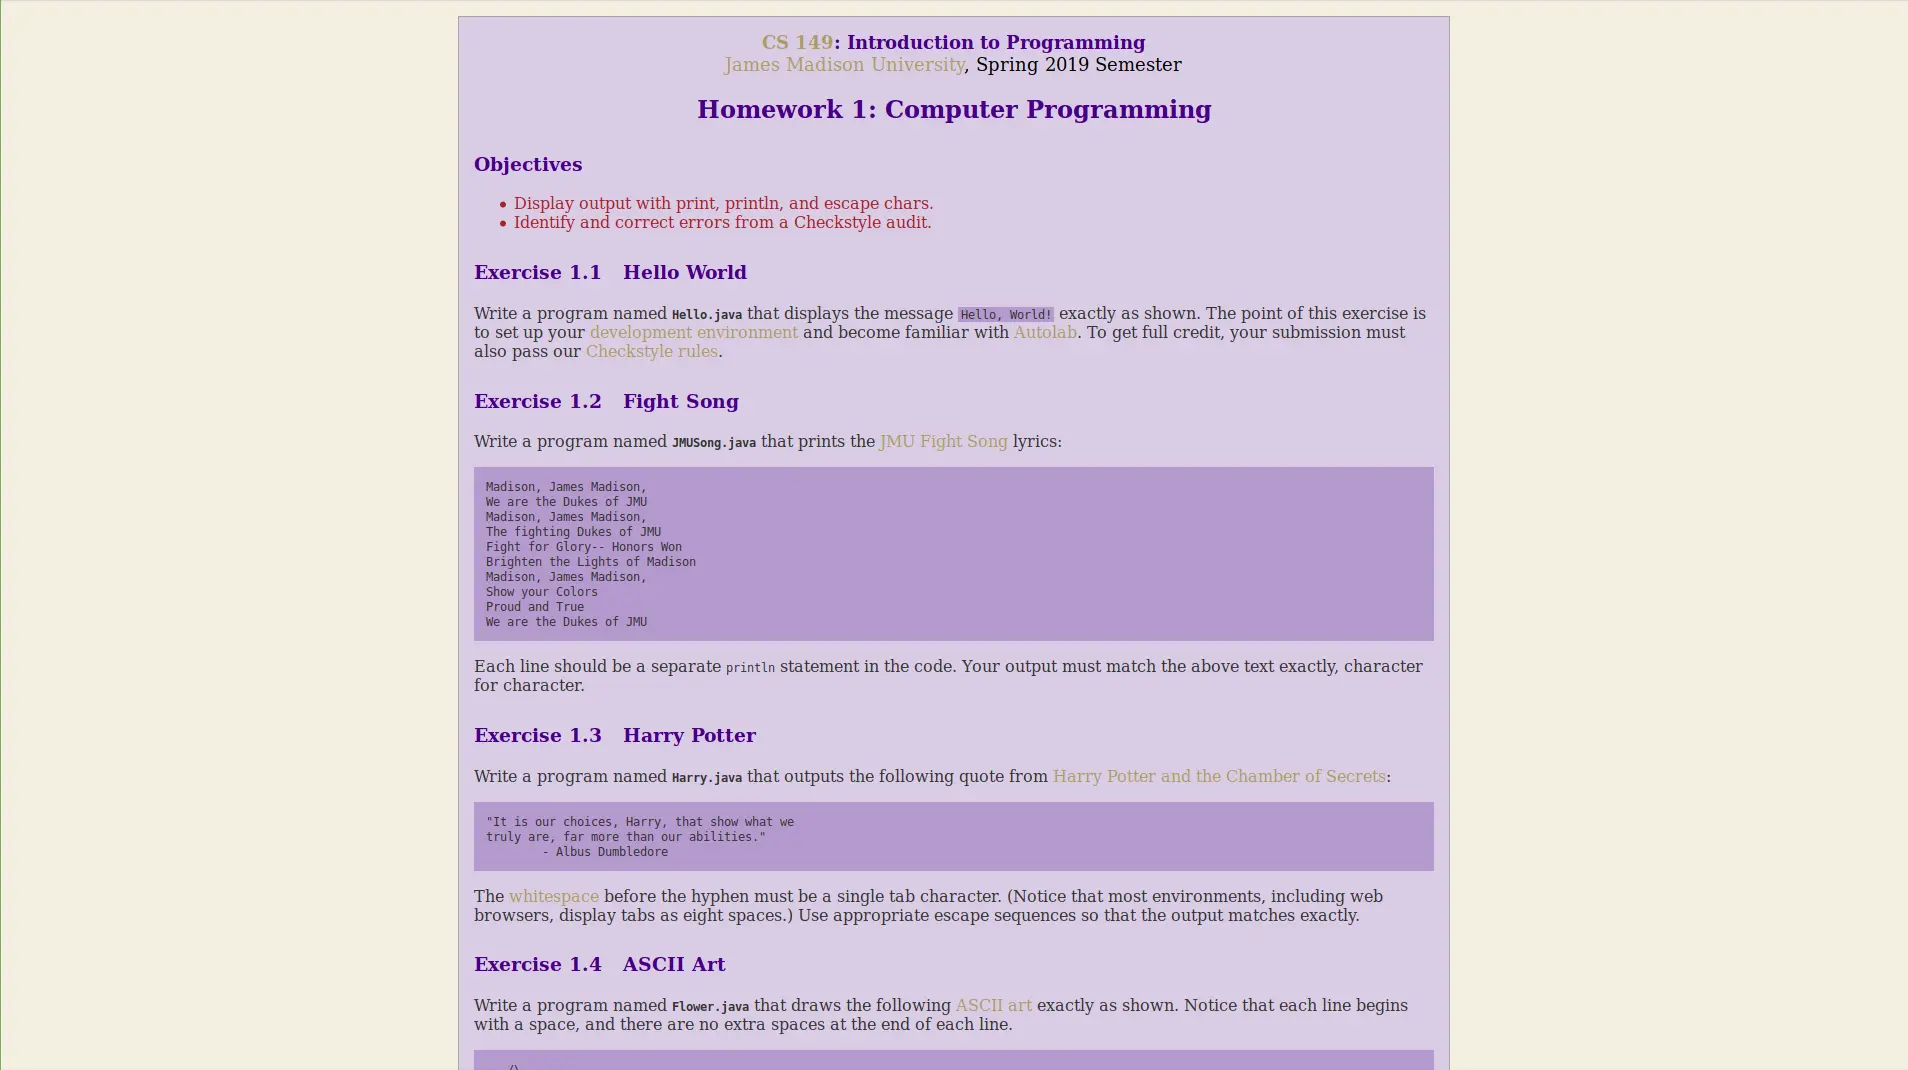 CS 149: Introduction to Programming
James Madison University, Spring 2019 Semester
Homework 1: Computer Programming
Objectives
• Display output with print, println, and escape chars.
• Identify and correct errors from a Checkstyle audit.
Exercise 1.1 Hello World
Write a program named Hello.java that displays the message Hello, World! exactly as shown. The point of this exercise is
to set up your development environment and become familiar with Autolab. To get full credit, your submission must
also pass our Checkstyle rules.
Exercise 1.2 Fight Song
Write a program named JMUSong.java that prints the JMU Fight Song lyrics:
Madison, James Madison,
We are the Dukes of JMU
Madison, James Madison,
The fighting Dukes of JMU
Fight for Glory-- Honors Won
Brighten the Lights of Madison
Madison, James Madison,
Show your Colors
Proud and True
We are the Dukes of JMU
Each line should be a separate println statement in the code. Your output must match the above text exactly, character
for character.
Exercise 1.3 Harry Potter
Write a program named Harry.java that outputs the following quote from Harry Potter and the Chamber of Secrets:
"It is our choices, Harry, that show what we
truly are, far more than our abilities."
        - Albus Dumbledore
The whitespace before the hyphen must be a single tab character. (Notice that most environments, including web
browsers, display tabs as eight spaces.) Use appropriate escape sequences so that the output matches exactly.
Exercise 1.4 ASCII Art
Write a program named Flower.java that draws the following ASCII art exactly as shown. Notice that each line begins
with a space, and there are no extra spaces at the end of each line.